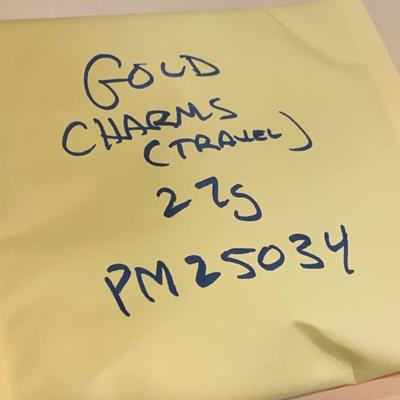 GOLD
CHARMS
(TRAVEL)
27g
PM25034